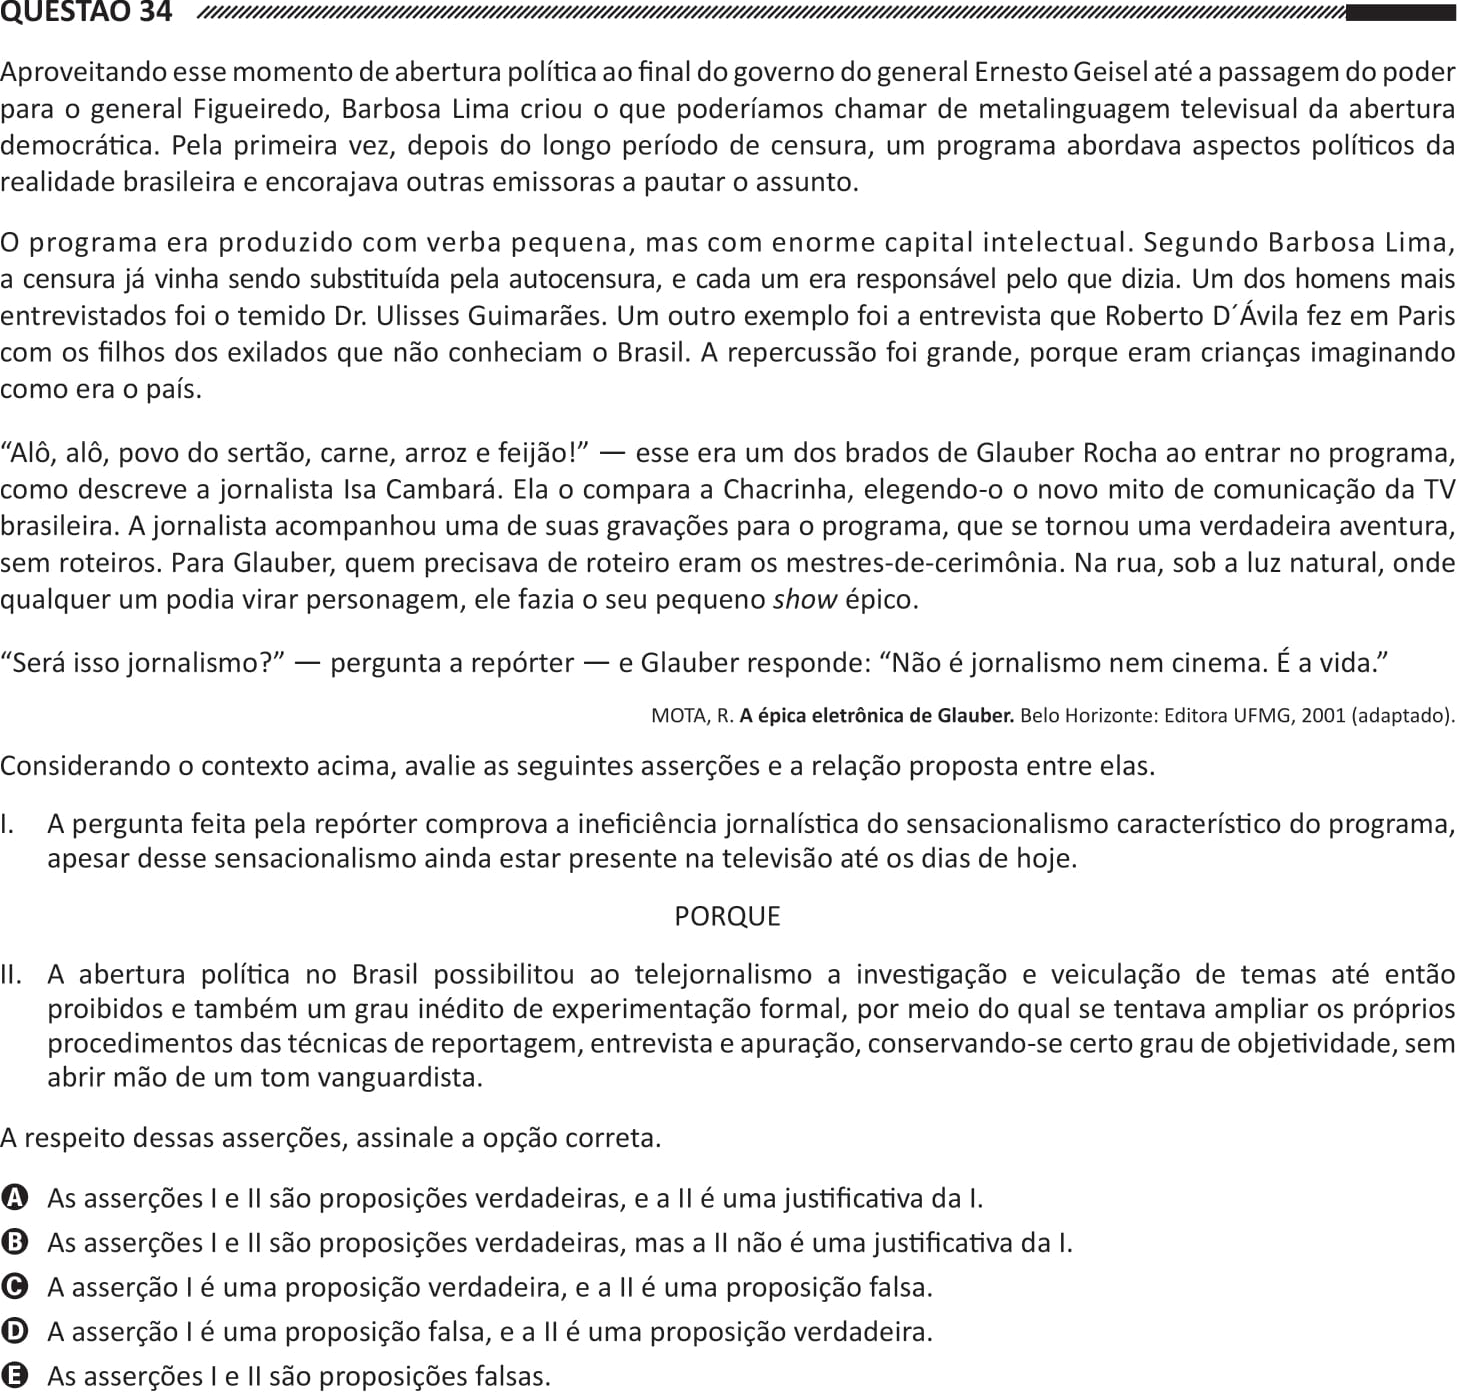 QUESTÃO 34
Aproveitando esse momento de abertura política ao final do governo do general Ernesto Geisel até a passagem do poder
para o general Figueiredo, Barbosa Lima criou o que poderíamos chamar de metalinguagem televisual da abertura
democrática. Pela primeira vez, depois do longo período de censura, um programa abordava aspectos políticos da
realidade brasileira e encorajava outras emissoras a pautar o assunto.
O programa era produzido com verba pequena, mas com enorme capital intelectual. Segundo Barbosa Lima,
a censura já vinha sendo substituída pela autocensura, e cada um era responsável pelo que dizia. Um dos homens mais
entrevistados foi o temido Dr. Ulisses Guimarães. Um outro exemplo foi a entrevista que Roberto D´Ávila fez em Paris
com os filhos dos exilados que não conheciam o Brasil. A repercussão foi grande, porque eram crianças imaginando
como era o país.
“Alô, alô, povo do sertão, carne, arroz e feijão!” — esse era um dos brados de Glauber Rocha ao entrar no programa,
como descreve a jornalista Isa Cambará. Ela o compara a Chacrinha, elegendo-o o novo mito de comunicação da TV
brasileira. A jornalista acompanhou uma de suas gravações para o programa, que se tornou uma verdadeira aventura,
sem roteiros. Para Glauber, quem precisava de roteiro eram os mestres-de-cerimônia. Na rua, sob a luz natural, onde
qualquer um podia virar personagem, ele fazia o seu pequeno show épico.
“Será isso jornalismo?” — pergunta a repórter — e Glauber responde: “Não é jornalismo nem cinema. É a vida.”
MOTA, R. A épica eletrônica de Glauber. Belo Horizonte: Editora UFMG, 2001 (adaptado).
Considerando o contexto acima, avalie as seguintes asserções e a relação proposta entre elas.
I. A pergunta feita pela repórter comprova a ineficiência jornalística do sensacionalismo característico do programa,
apesar desse sensacionalismo ainda estar presente na televisão até os dias de hoje.
PORQUE
II. A abertura política no Brasil possibilitou ao telejornalismo a investigação e veiculação de temas até então
proibidos e também um grau inédito de experimentação formal, por meio do qual se tentava ampliar os próprios
procedimentos das técnicas de reportagem, entrevista e apuração, conservando-se certo grau de objetividade, sem
abrir mão de um tom vanguardista.
A respeito dessas asserções, assinale a opção correta.
A As asserções I e II são proposições verdadeiras, e a II é uma justificativa da I.
B As asserções I e II são proposições verdadeiras, mas a II não é uma justificativa da I.
C A asserção I é uma proposição verdadeira, e a II é uma proposição falsa.
D A asserção I é uma proposição falsa, e a II é uma proposição verdadeira.
E As asserções I e II são proposições falsas.